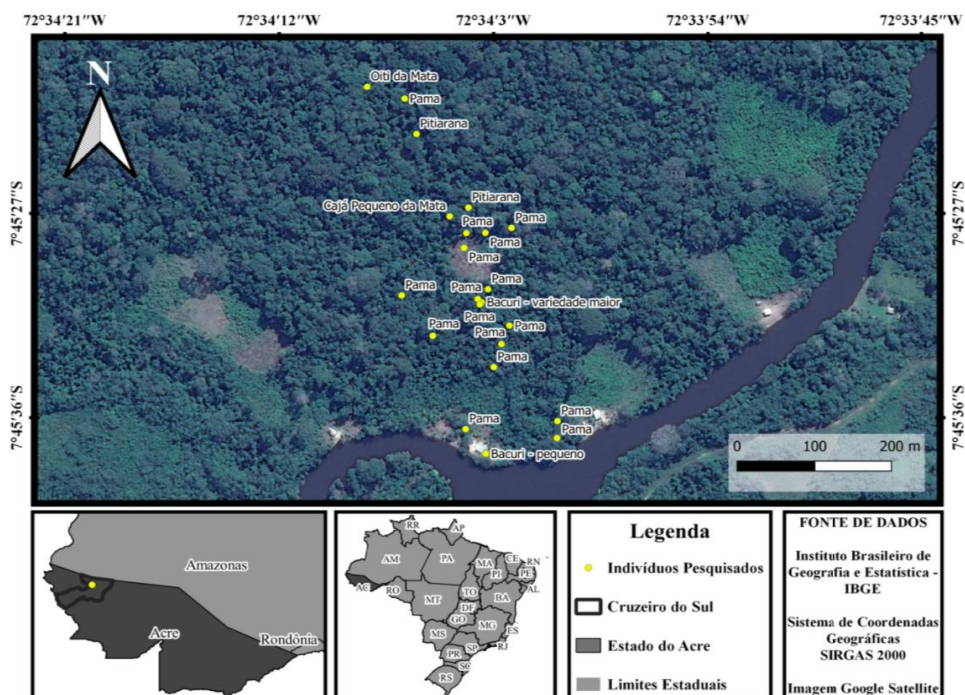 72°34'21"W
72°34'12"W
72°34'3"W
72°33'54"W
72°33'45"W
N
Oiti da Mata
Pama
Pitiarana
7°45'27"S
7°45'27"S
Pitiarana
Cajá Pequeno da Mata
Pama
Pama
Pama
Pama
Pama
Pama
Pama
Bacuri - variedade maior
Pama
Pama
Pama
Pama
Pama
7°45'36"S
7°45'36"S
Pama
Pama
Pama
Bacuri - pequeno
0 100 200 m
Amazonas
Acre
Rondônia
RR
AP
AM
PA
MA
CE
RN
PI
PE
AL
AC
RO
TO
MT
BA
DF
GO
MG
ES
MS
SP
RJ
PR
SC
RS
Legenda
Indivíduos Pesquisados
Cruzeiro do Sul
Estado do Acre
Limites Estaduais
FONTE DE DADOS
Instituto Brasileiro de
Geografia e Estatística -
IBGE
Sistema de Coordenadas
Geográficas
SIRGAS 2000
Imagem Google Satellite